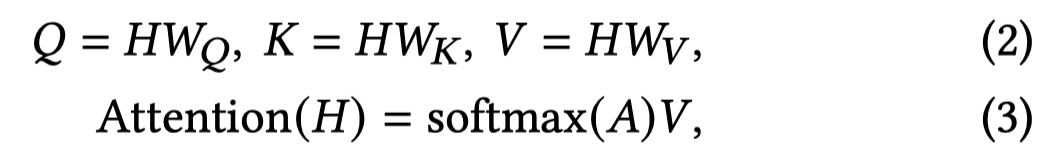 Q = HW_Q, K = HW_K, V = HW_V, (2)
Attention(H) = softmax(A)V, (3)